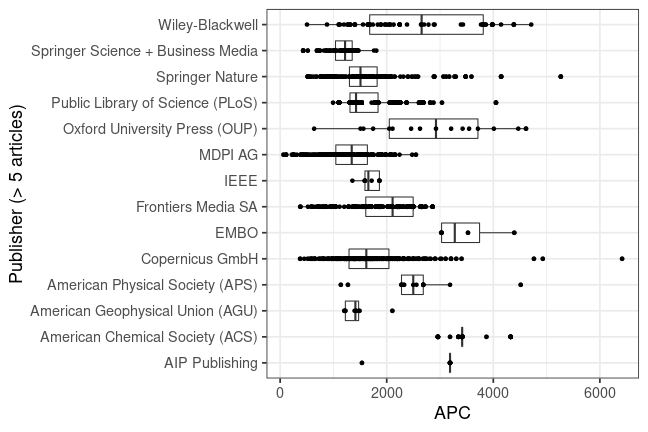 Publisher (> 5 articles)
Wiley-Blackwell
Springer Science + Business Media
Springer Nature
Public Library of Science (PLoS)
Oxford University Press (OUP)
MDPI AG
IEEE
Frontiers Media SA
EMBO
Copernicus GmbH
American Physical Society (APS)
American Geophysical Union (AGU)
American Chemical Society (ACS)
AIP Publishing
0 2000 4000 6000
APC